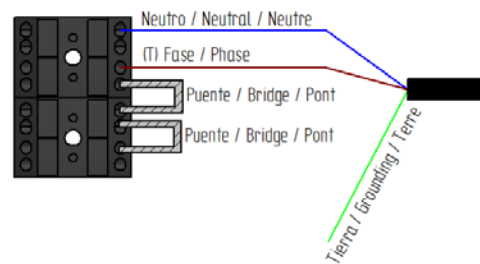 Neutro / Neutral / Neutre
(T) Fase / Phase
Puente / Bridge / Pont
Puente / Bridge / Pont
Tierra / Grounding / Terre